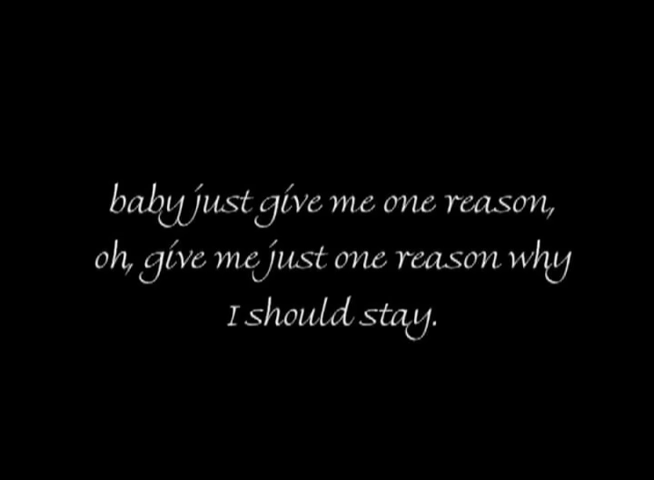 baby just give me one reason,
oh, give me just one reason why
I should stay.